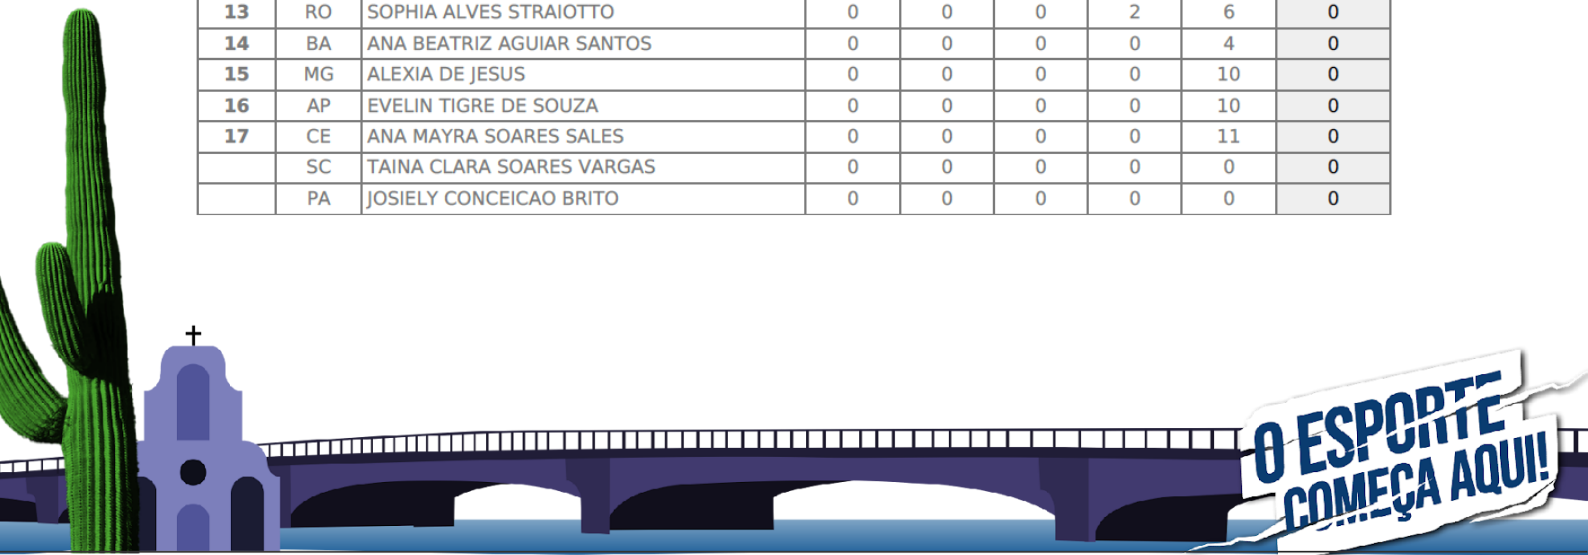 13 RO SOPHIA ALVES STRAIOTTO 0 0 0 2 6 0
14 BA ANA BEATRIZ AGUIAR SANTOS 0 0 0 0 4 0
15 MG ALEXIA DE JESUS 0 0 0 0 10 0
16 AP EVELIN TIGRE DE SOUZA 0 0 0 0 10 0
17 CE ANA MAYRA SOARES SALES 0 0 0 0 11 0
SC TAINA CLARA SOARES VARGAS 0 0 0 0 0 0
PA JOSIELY CONCEICAO BRITO 0 0 0 0 0 0
O ESPORTE
COMEÇA AQUI!